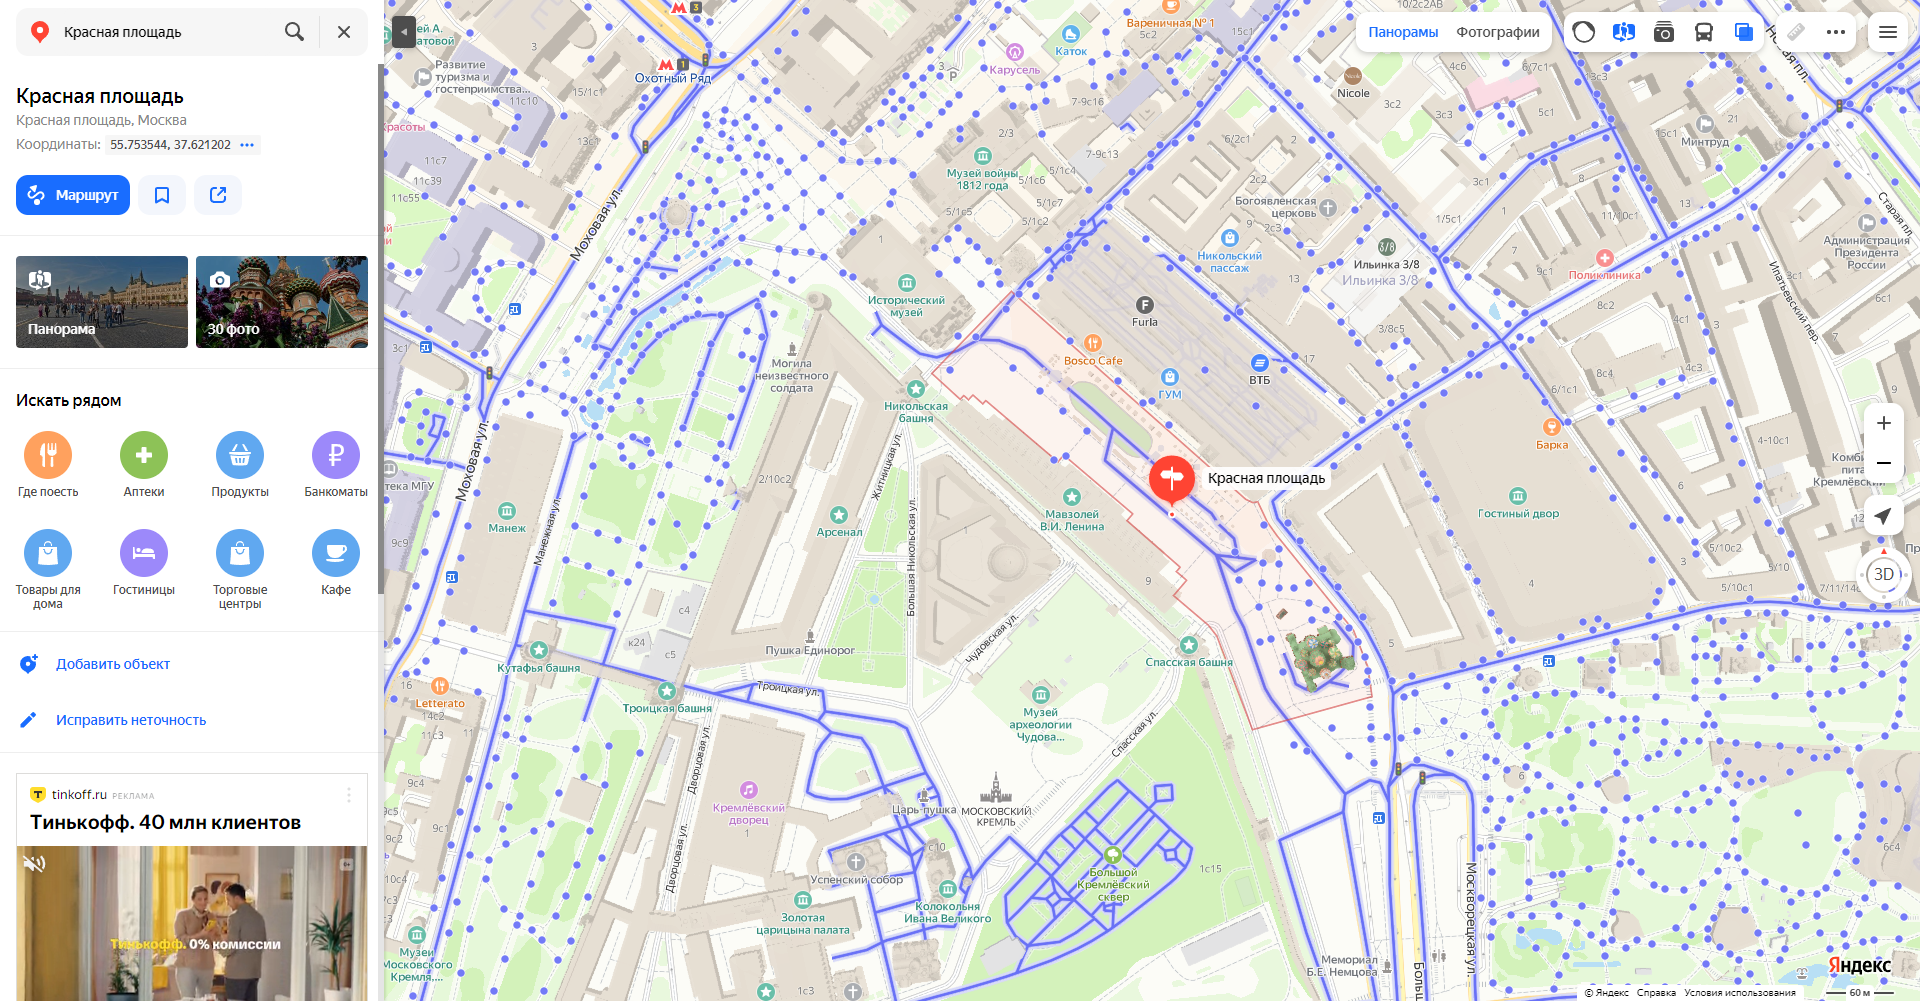 Красная площадь
Красная площадь
Красная площадь, Москва
Координаты: 55.753544, 37.621202
Маршрут
Панорама
30 фото
Искать рядом
Где поесть
Аптеки
Продукты
Банкоматы
Товары для
дома
Гостиницы
Торговые
центры
Кафе
Добавить объект
Исправить неточность
tinkoff.ru РЕКЛАМА
Тинькофф. 40 млн клиентов
Тинькофф. 0% комиссии
Панорамы
Фотографии
Вареничная № 1
Каток
Карусель
Охотный Ряд
Развитие
туризма и
гостеприимства...
Nicole
Минтруд
Музей войны
1812 года
Богоявленская
церковь
Никольский
пассаж
Ильинка 3/8
Ильинка 3/8
Поликлиника
Администрация
Президента
России
Старая пл.
Ипатьевский пер.
Исторический
музей
Furla
Bosco Cafe
ГУМ
ВТБ
Барка
Гостиный двор
Могила
неизвестного
солдата
Никольская
башня
Моховая ул.
Моховая ул.
Манеж
Манежная ул.
Арсенал
Житницкая ул.
Большая Никольская ул.
Мавзолей
В.И. Ленина
Красная площадь
Кутафья башня
Троицкая башня
Троицкая ул.
Пушка Единорог
Чудовская ул.
Спасская башня
Спасская ул.
Музей
археологии
Чудова...
Letterato
Дворцовая ул.
Дворцовая ул.
Кремлёвский
дворец
Царь-пушка
МОСКОВСКИЙ
КРЕМЛЬ
Успенский собор
Колокольня
Ивана Великого
Золотая
царицына палата
Большой
Кремлёвский
сквер
Музеи
Московского
Кремля,...
Мемориал
Б.Е. Немцова
Москворецкая ул.
3D
Яндекс
© Яндекс Справка Условия использования
60 м